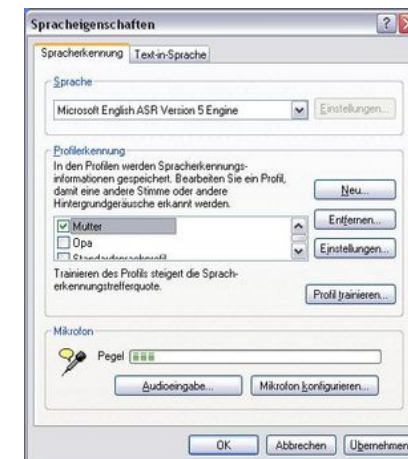 Spracheigenschaften
Spracherkennung Text-in-Sprache
Sprache
Microsoft English ASR Version 5 Engine
Einstellungen...
Profilerkennung
In den Profilen werden Spracherkennungs-
informationen gespeichert. Bearbeiten Sie ein Profil,
damit eine andere Stimme oder andere
Hintergrundgeräusche erkannt werden.
Neu...
Mutter
Entfernen...
Opa
Einstellungen...
Standardsprachprofil
Trainieren des Profils steigert die Sprach-
erkennungstrefferquote.
Profil trainieren...
Mikrofon
Pegel
Audioeingabe...
Mikrofon konfigurieren...
OK
Abbrechen
Übernehmen